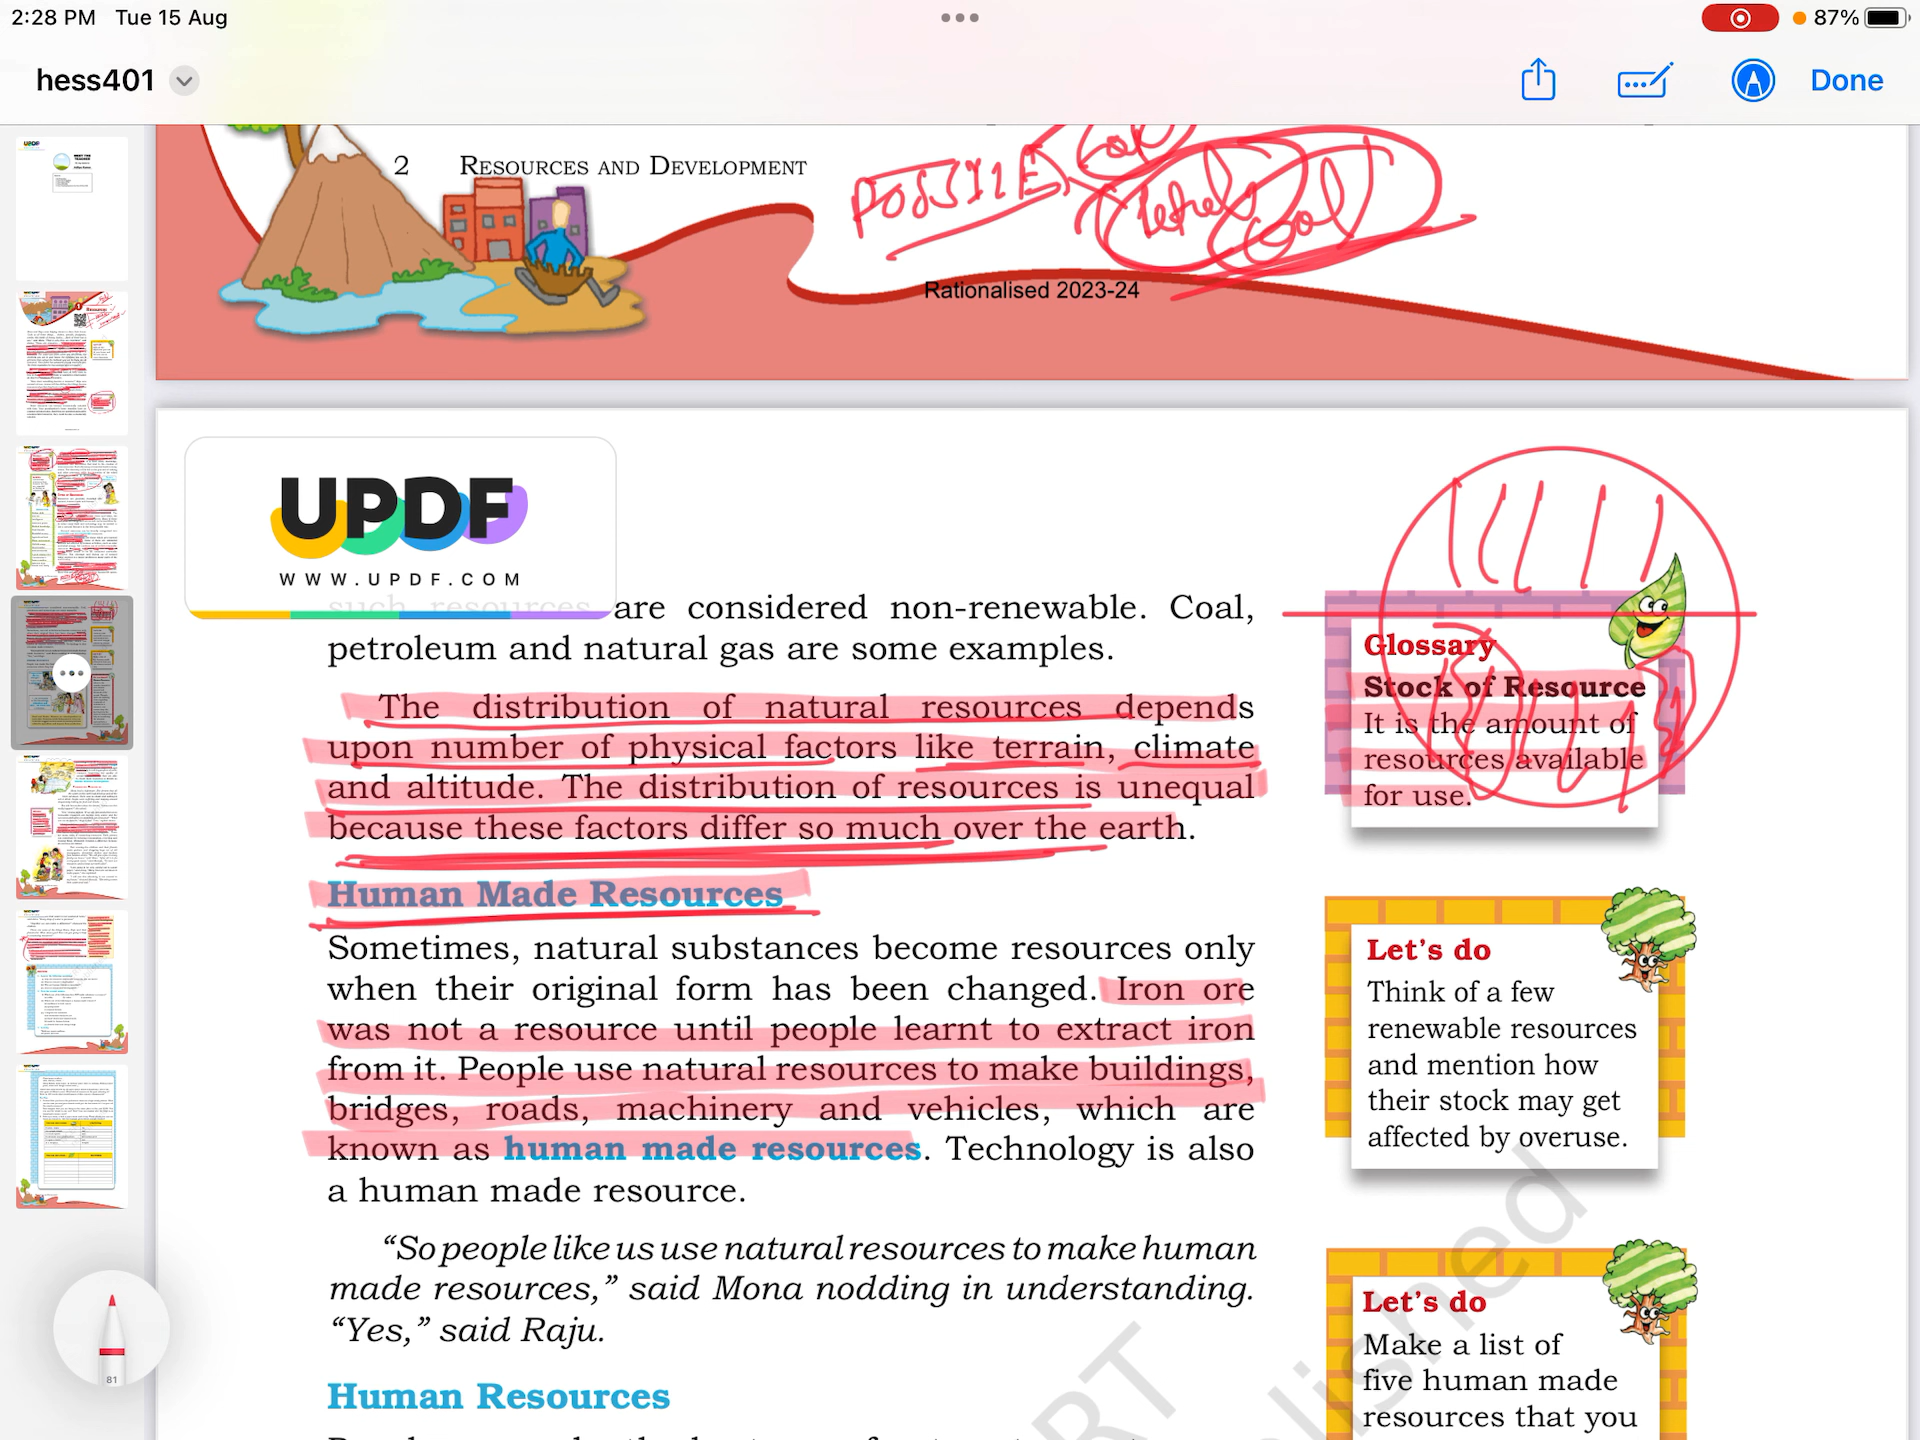 2:28 PM Tue 15 Aug
87%
hess401
Done
2 RESOURCES AND DEVELOPMENT
Rationalised 2023-24
UPDF
WWW.UPDF.COM
such resources are considered non-renewable. Coal,
petroleum and natural gas are some examples.
The distribution of natural resources depends
upon number of physical factors like terrain, climate
and altitude. The distribution of resources is unequal
because these factors differ so much over the earth.
Human Made Resources
Sometimes, natural substances become resources only
when their original form has been changed. Iron ore
was not a resource until people learnt to extract iron
from it. People use natural resources to make buildings,
bridges, roads, machinery and vehicles, which are
known as human made resources. Technology is also
a human made resource.
“So people like us use natural resources to make human
made resources,” said Mona nodding in understanding.
“Yes,” said Raju.
Human Resources
Glossary
Stock of Resource
It is the amount of
resources available
for use.
Let’s do
Think of a few
renewable resources
and mention how
their stock may get
affected by overuse.
Let’s do
Make a list of
five human made
resources that you
81